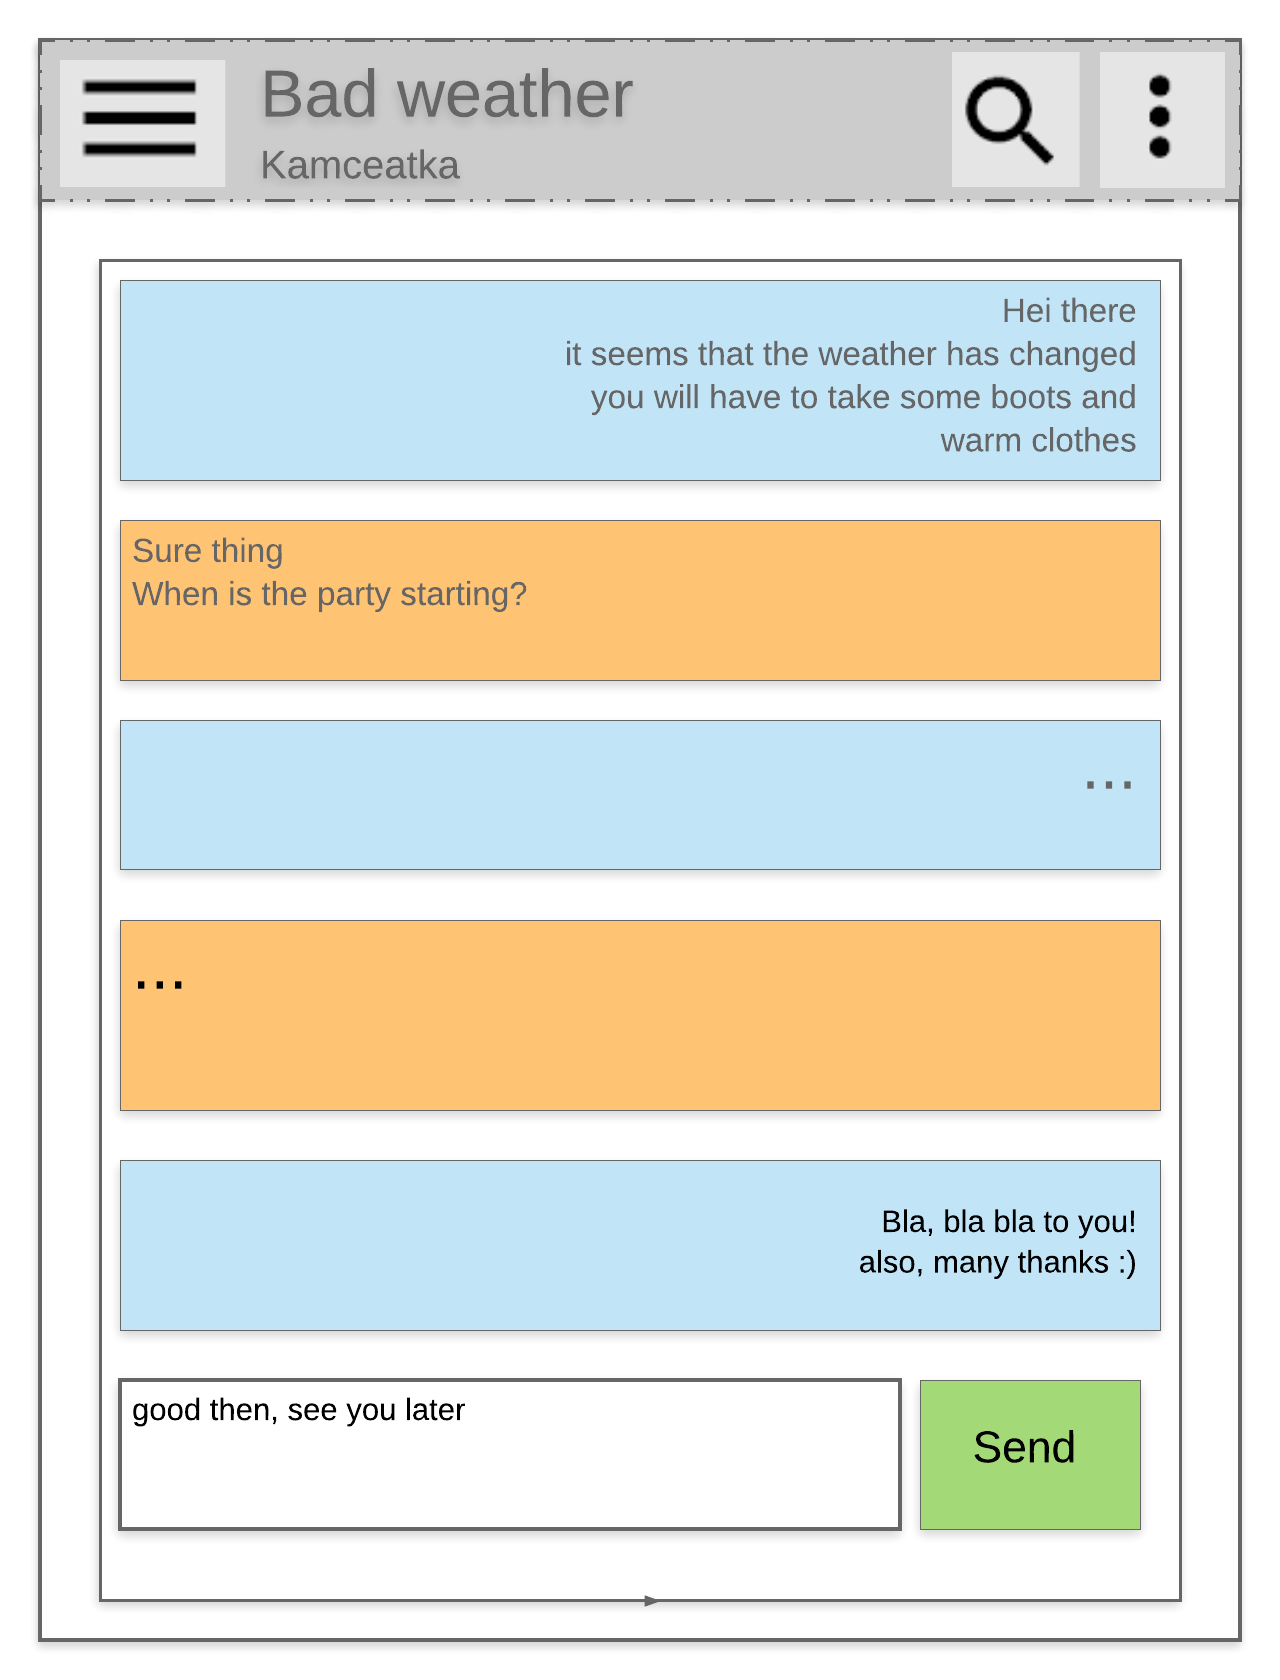 Bad weather
Kamceatka
Hei there
it seems that the weather has changed
you will have to take some boots and
warm clothes
Sure thing
When is the party starting?
...
...
Bla, bla bla to you!
also, many thanks :)
good then, see you later
Send